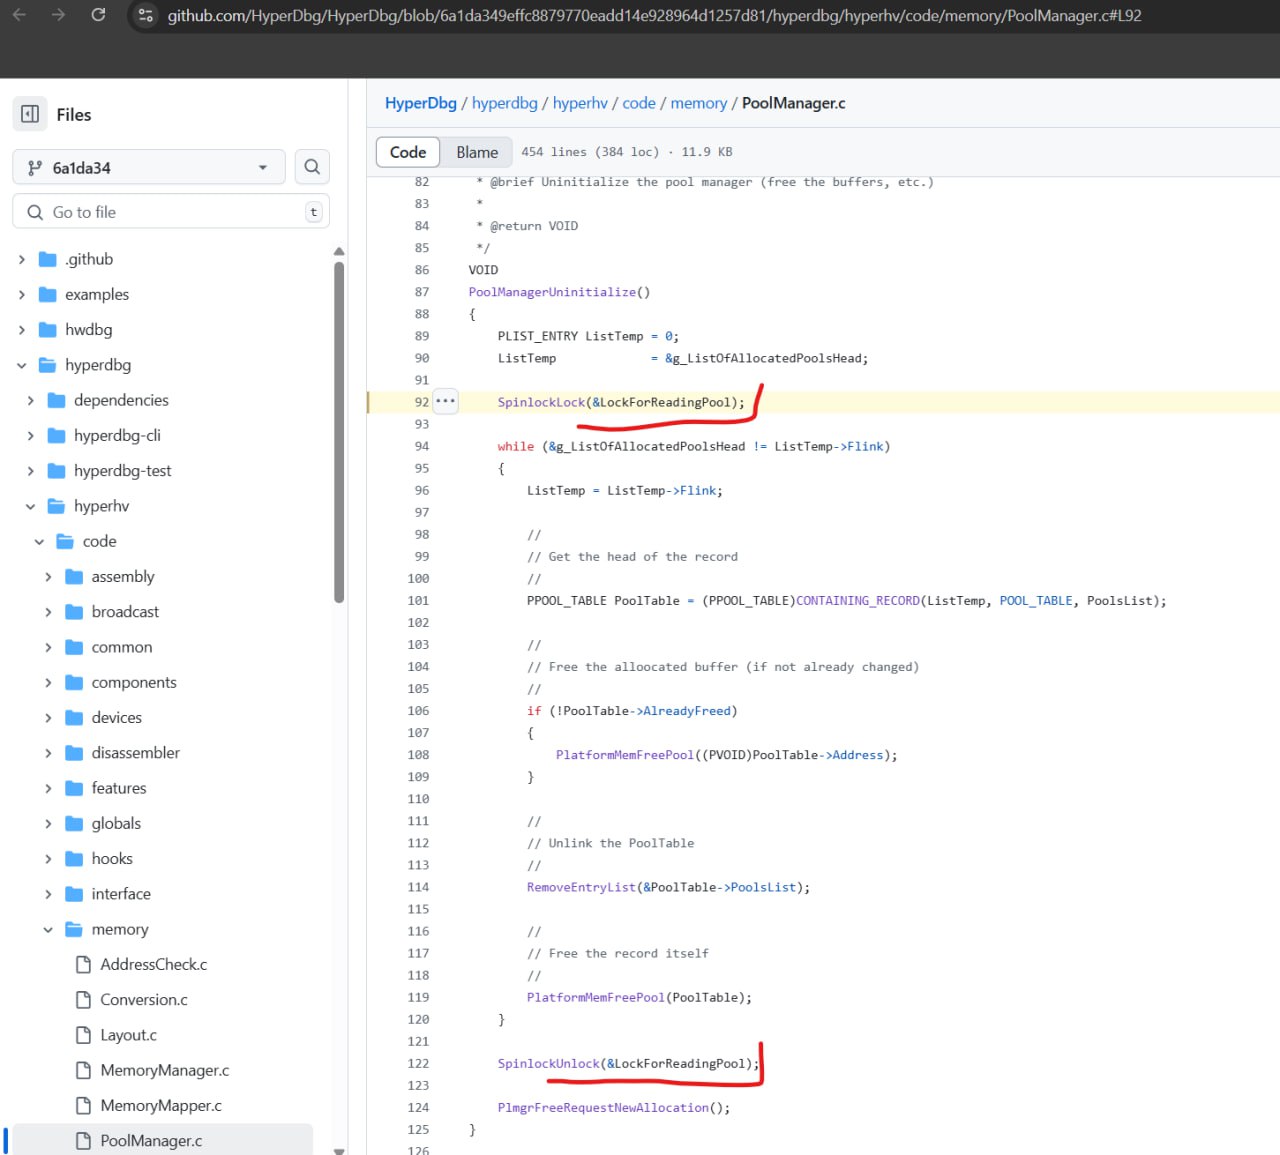 github.com/HyperDbg/HyperDbg/blob/6a1da349effc8879770eadd14e928964d1257d81/hyperdbg/hyperhv/code/memory/PoolManager.c#L92
Files
6a1da34
Go to file
t
.github
examples
hwdbg
hyperdbg
dependencies
hyperdbg-cli
hyperdbg-test
hyperhv
code
assembly
broadcast
common
components
devices
disassembler
features
globals
hooks
interface
memory
AddressCheck.c
Conversion.c
Layout.c
MemoryManager.c
MemoryMapper.c
PoolManager.c
HyperDbg / hyperdbg / hyperhv / code / memory / PoolManager.c
Code Blame 454 lines (384 loc) · 11.9 KB
82 * @brief Uninitialize the pool manager (free the buffers, etc.)
83 *
84 * @return VOID
85 */
86 VOID
87 PoolManagerUninitialize()
88 {
89 PLIST_ENTRY ListTemp = 0;
90 ListTemp = &g_ListOfAllocatedPoolsHead;
91
92 SpinlockLock(&LockForReadingPool);
93
94 while (&g_ListOfAllocatedPoolsHead != ListTemp->Flink)
95 {
96 ListTemp = ListTemp->Flink;
97
98 //
99 // Get the head of the record
100 //
101 PPOOL_TABLE PoolTable = (PPOOL_TABLE)CONTAINING_RECORD(ListTemp, POOL_TABLE, PoolsList);
102
103 //
104 // Free the alloocated buffer (if not already changed)
105 //
106 if (!PoolTable->AlreadyFreed)
107 {
108 PlatformMemFreePool((PVOID)PoolTable->Address);
109 }
110
111 //
112 // Unlink the PoolTable
113 //
114 RemoveEntryList(&PoolTable->PoolsList);
115
116 //
117 // Free the record itself
118 //
119 PlatformMemFreePool(PoolTable);
120 }
121
122 SpinlockUnlock(&LockForReadingPool);
123
124 PlmgrFreeRequestNewAllocation();
125 }
126